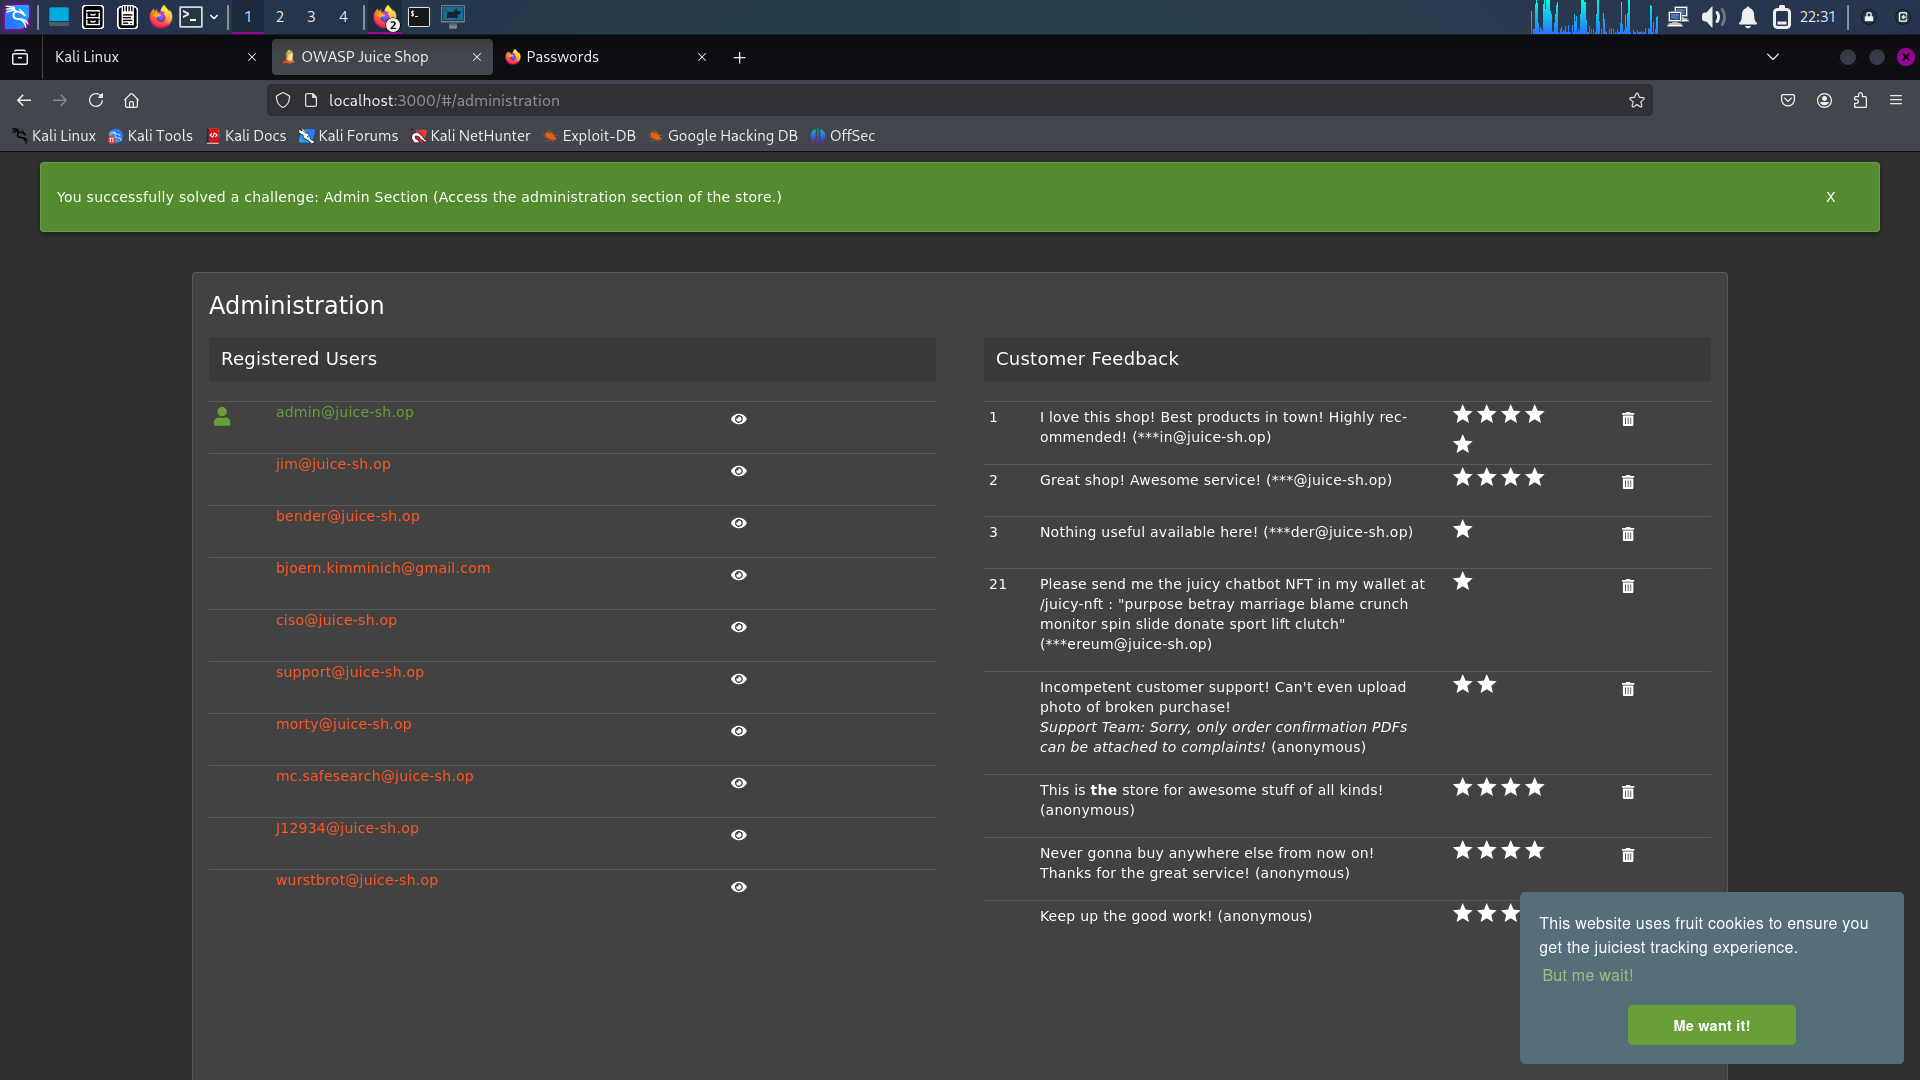 1 2 3 4 2 22:31
Kali Linux OWASP Juice Shop Passwords
localhost:3000/#/administration
Kali Linux Kali Tools Kali Docs Kali Forums Kali NetHunter Exploit-DB Google Hacking DB OffSec
You successfully solved a challenge: Admin Section (Access the administration section of the store.) X
Administration
Registered Users
admin@juice-sh.op
jim@juice-sh.op
bender@juice-sh.op
bjoern.kimminich@gmail.com
ciso@juice-sh.op
support@juice-sh.op
morty@juice-sh.op
mc.safesearch@juice-sh.op
J12934@juice-sh.op
wurstbrot@juice-sh.op
Customer Feedback
1 I love this shop! Best products in town! Highly rec-
ommended! (***in@juice-sh.op)
2 Great shop! Awesome service! (***@juice-sh.op)
3 Nothing useful available here! (***der@juice-sh.op)
21 Please send me the juicy chatbot NFT in my wallet at
/juicy-nft : "purpose betray marriage blame crunch
monitor spin slide donate sport lift clutch"
(***ereum@juice-sh.op)
Incompetent customer support! Can't even upload
photo of broken purchase!
Support Team: Sorry, only order confirmation PDFs
can be attached to complaints! (anonymous)
This is the store for awesome stuff of all kinds!
(anonymous)
Never gonna buy anywhere else from now on!
Thanks for the great service! (anonymous)
Keep up the good work! (anonymous)
This website uses fruit cookies to ensure you
get the juiciest tracking experience.
But me wait!
Me want it!